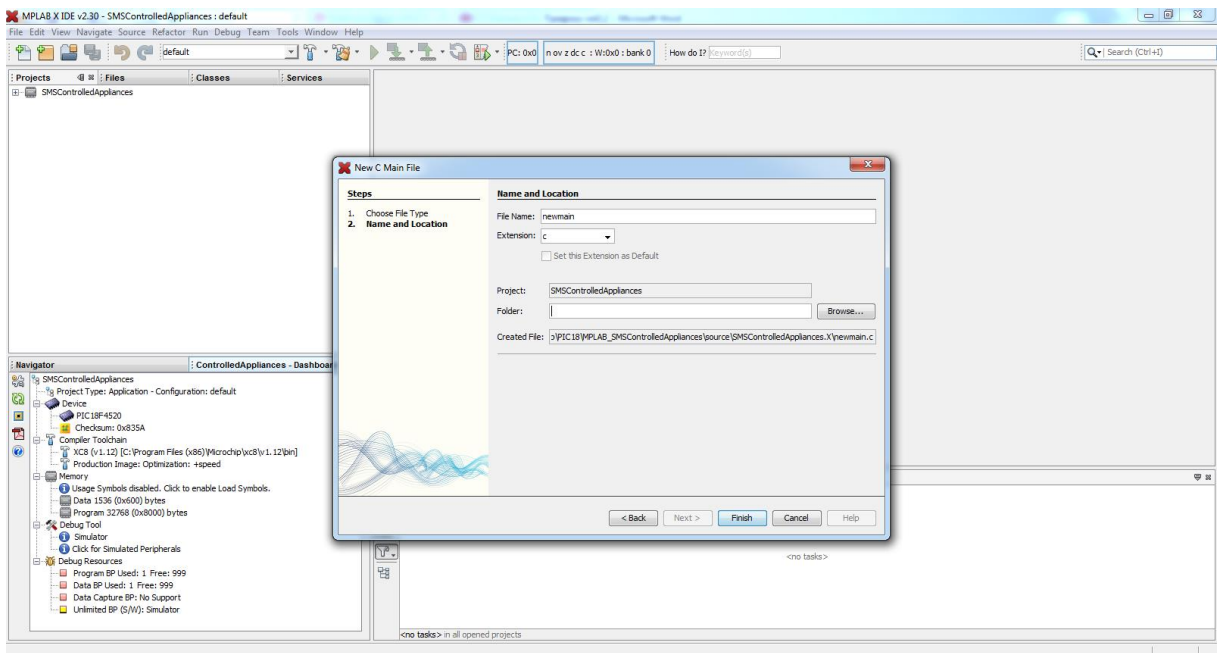 MPLAB X IDE v2.30 - SMSControlledAppliances : default
File Edit View Navigate Source Refactor Run Debug Team Tools Window Help
default
PC: 0x0
n ov z dc c : W:0x0 : bank 0
How do I? Keyword(s)
Search (Ctrl+I)
Projects Files Classes Services
SMSControlledAppliances
New C Main File
Steps
1. Choose File Type
2. Name and Location
Name and Location
File Name: newmain
Extension: c
Set this Extension as Default
Project: SMSControlledAppliances
Folder:
Browse...
Created File: \PIC18\MPLAB_SMSControlledAppliances\source\SMSControlledAppliances.X\newmain.c
< Back Next > Finish Cancel Help
Navigator : ControlledAppliances - Dashboar
SMSControlledAppliances
Project Type: Application - Configuration: default
Device
PIC18F4520
Checksum: 0x835A
Compiler Toolchain
XC8 (v1.12) [C:\Program Files (x86)\Microchip\xc8\v1.12\bin]
Production Image: Optimization: +speed
Memory
Usage Symbols disabled. Click to enable Load Symbols.
Data 1536 (0x600) bytes
Program 32768 (0x8000) bytes
Debug Tool
Simulator
Click for Simulated Peripherals
Debug Resources
Program BP Used: 1 Free: 999
Data BP Used: 1 Free: 999
Data Capture BP: No Support
Unlimited BP (S/W): Simulator
<no tasks>
<no tasks> in all opened projects